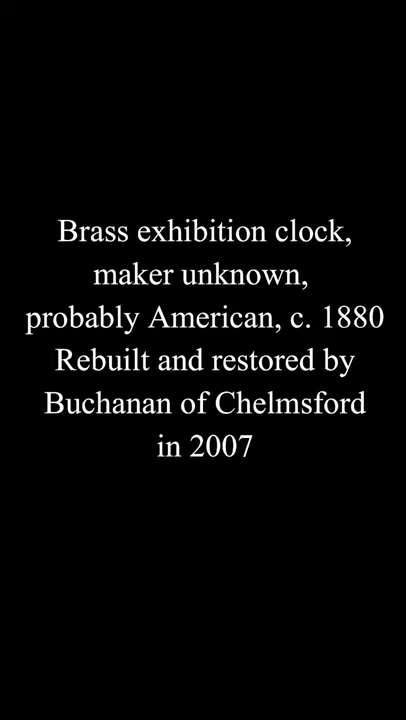 Brass exhibition clock,
maker unknown,
probably American, c. 1880
Rebuilt and restored by
Buchanan of Chelmsford
in 2007